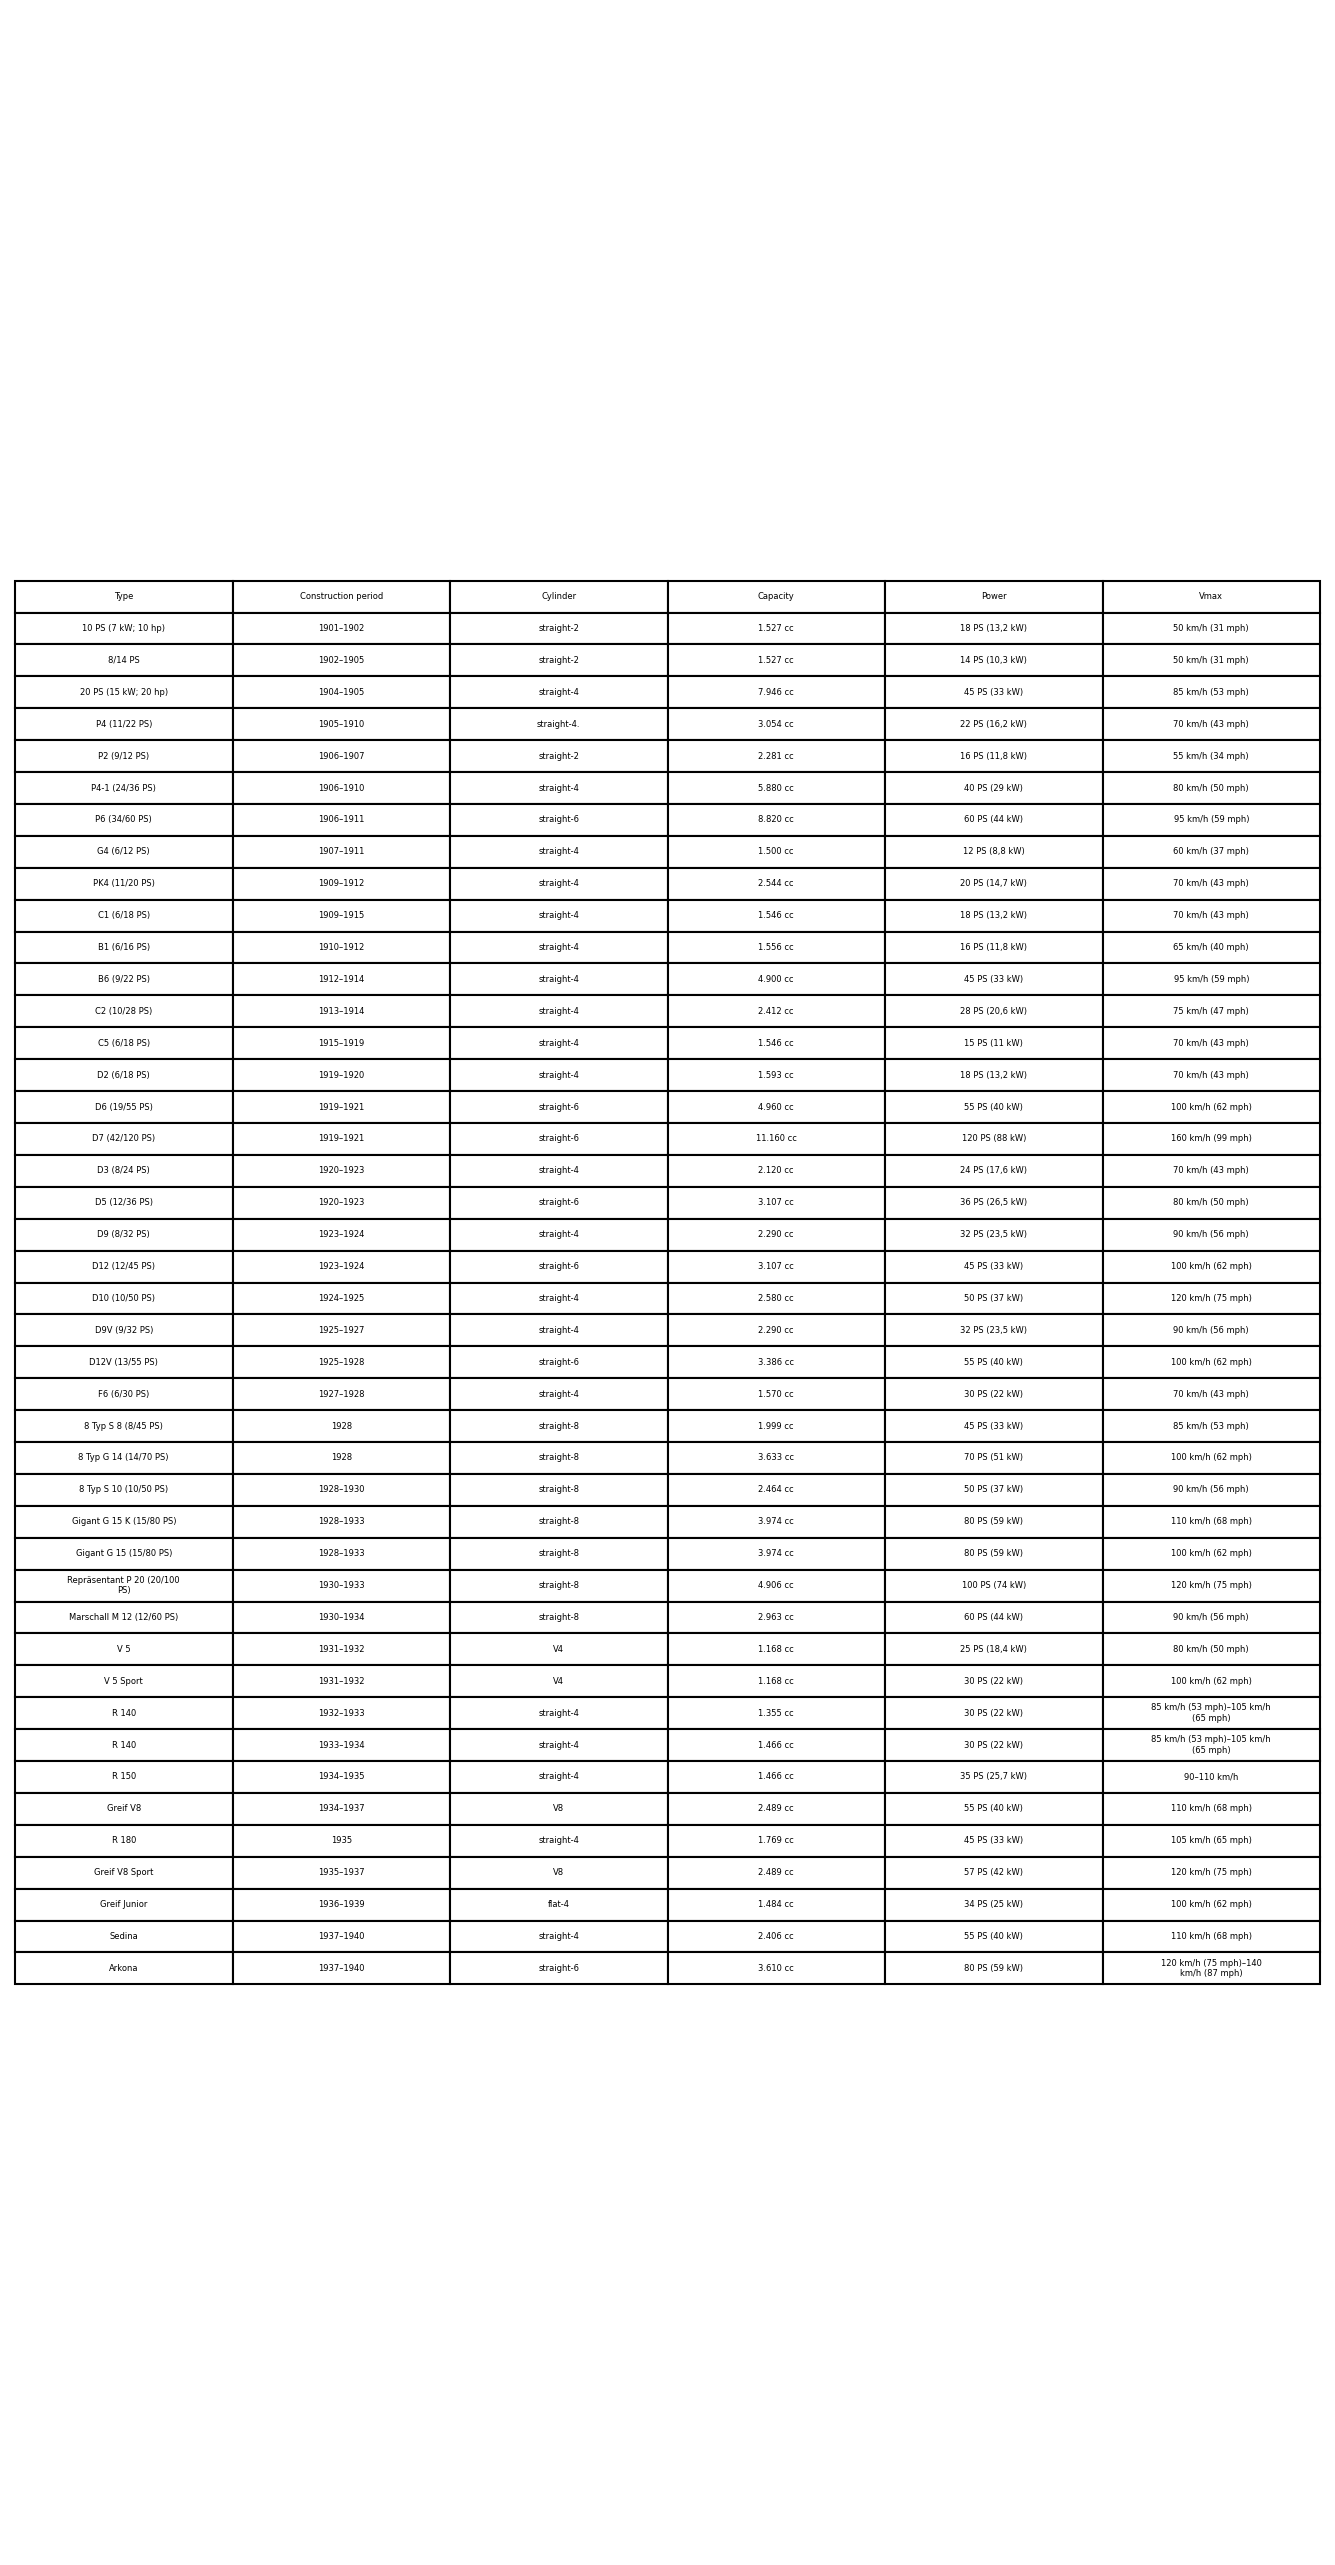 Type Construction period Cylinder Capacity Power Vmax
10 PS (7 kW; 10 hp) 1901–1902 straight-2 1.527 cc 18 PS (13,2 kW) 50 km/h (31 mph)
8/14 PS 1902–1905 straight-2 1.527 cc 14 PS (10,3 kW) 50 km/h (31 mph)
20 PS (15 kW; 20 hp) 1904–1905 straight-4 7.946 cc 45 PS (33 kW) 85 km/h (53 mph)
P4 (11/22 PS) 1905–1910 straight-4. 3.054 cc 22 PS (16,2 kW) 70 km/h (43 mph)
P2 (9/12 PS) 1906–1907 straight-2 2.281 cc 16 PS (11,8 kW) 55 km/h (34 mph)
P4-1 (24/36 PS) 1906–1910 straight-4 5.880 cc 40 PS (29 kW) 80 km/h (50 mph)
P6 (34/60 PS) 1906–1911 straight-6 8.820 cc 60 PS (44 kW) 95 km/h (59 mph)
G4 (6/12 PS) 1907–1911 straight-4 1.500 cc 12 PS (8,8 kW) 60 km/h (37 mph)
PK4 (11/20 PS) 1909–1912 straight-4 2.544 cc 20 PS (14,7 kW) 70 km/h (43 mph)
C1 (6/18 PS) 1909–1915 straight-4 1.546 cc 18 PS (13,2 kW) 70 km/h (43 mph)
B1 (6/16 PS) 1910–1912 straight-4 1.556 cc 16 PS (11,8 kW) 65 km/h (40 mph)
B6 (9/22 PS) 1912–1914 straight-4 4.900 cc 45 PS (33 kW) 95 km/h (59 mph)
C2 (10/28 PS) 1913–1914 straight-4 2.412 cc 28 PS (20,6 kW) 75 km/h (47 mph)
C5 (6/18 PS) 1915–1919 straight-4 1.546 cc 15 PS (11 kW) 70 km/h (43 mph)
D2 (6/18 PS) 1919–1920 straight-4 1.593 cc 18 PS (13,2 kW) 70 km/h (43 mph)
D6 (19/55 PS) 1919–1921 straight-6 4.960 cc 55 PS (40 kW) 100 km/h (62 mph)
D7 (42/120 PS) 1919–1921 straight-6 11.160 cc 120 PS (88 kW) 160 km/h (99 mph)
D3 (8/24 PS) 1920–1923 straight-4 2.120 cc 24 PS (17,6 kW) 70 km/h (43 mph)
D5 (12/36 PS) 1920–1923 straight-6 3.107 cc 36 PS (26,5 kW) 80 km/h (50 mph)
D9 (8/32 PS) 1923–1924 straight-4 2.290 cc 32 PS (23,5 kW) 90 km/h (56 mph)
D12 (12/45 PS) 1923–1924 straight-6 3.107 cc 45 PS (33 kW) 100 km/h (62 mph)
D10 (10/50 PS) 1924–1925 straight-4 2.580 cc 50 PS (37 kW) 120 km/h (75 mph)
D9V (9/32 PS) 1925–1927 straight-4 2.290 cc 32 PS (23,5 kW) 90 km/h (56 mph)
D12V (13/55 PS) 1925–1928 straight-6 3.386 cc 55 PS (40 kW) 100 km/h (62 mph)
F6 (6/30 PS) 1927–1928 straight-4 1.570 cc 30 PS (22 kW) 70 km/h (43 mph)
8 Typ S 8 (8/45 PS) 1928 straight-8 1.999 cc 45 PS (33 kW) 85 km/h (53 mph)
8 Typ G 14 (14/70 PS) 1928 straight-8 3.633 cc 70 PS (51 kW) 100 km/h (62 mph)
8 Typ S 10 (10/50 PS) 1928–1930 straight-8 2.464 cc 50 PS (37 kW) 90 km/h (56 mph)
Gigant G 15 K (15/80 PS) 1928–1933 straight-8 3.974 cc 80 PS (59 kW) 110 km/h (68 mph)
Gigant G 15 (15/80 PS) 1928–1933 straight-8 3.974 cc 80 PS (59 kW) 100 km/h (62 mph)
Repräsentant P 20 (20/100
PS) 1930–1933 straight-8 4.906 cc 100 PS (74 kW) 120 km/h (75 mph)
Marschall M 12 (12/60 PS) 1930–1934 straight-8 2.963 cc 60 PS (44 kW) 90 km/h (56 mph)
V 5 1931–1932 V4 1.168 cc 25 PS (18,4 kW) 80 km/h (50 mph)
V 5 Sport 1931–1932 V4 1.168 cc 30 PS (22 kW) 100 km/h (62 mph)
R 140 1932–1933 straight-4 1.355 cc 30 PS (22 kW) 85 km/h (53 mph)–105 km/h
(65 mph)
R 140 1933–1934 straight-4 1.466 cc 30 PS (22 kW) 85 km/h (53 mph)–105 km/h
(65 mph)
R 150 1934–1935 straight-4 1.466 cc 35 PS (25,7 kW) 90–110 km/h
Greif V8 1934–1937 V8 2.489 cc 55 PS (40 kW) 110 km/h (68 mph)
R 180 1935 straight-4 1.769 cc 45 PS (33 kW) 105 km/h (65 mph)
Greif V8 Sport 1935–1937 V8 2.489 cc 57 PS (42 kW) 120 km/h (75 mph)
Greif Junior 1936–1939 flat-4 1.484 cc 34 PS (25 kW) 100 km/h (62 mph)
Sedina 1937–1940 straight-4 2.406 cc 55 PS (40 kW) 110 km/h (68 mph)
Arkona 1937–1940 straight-6 3.610 cc 80 PS (59 kW) 120 km/h (75 mph)–140
km/h (87 mph)